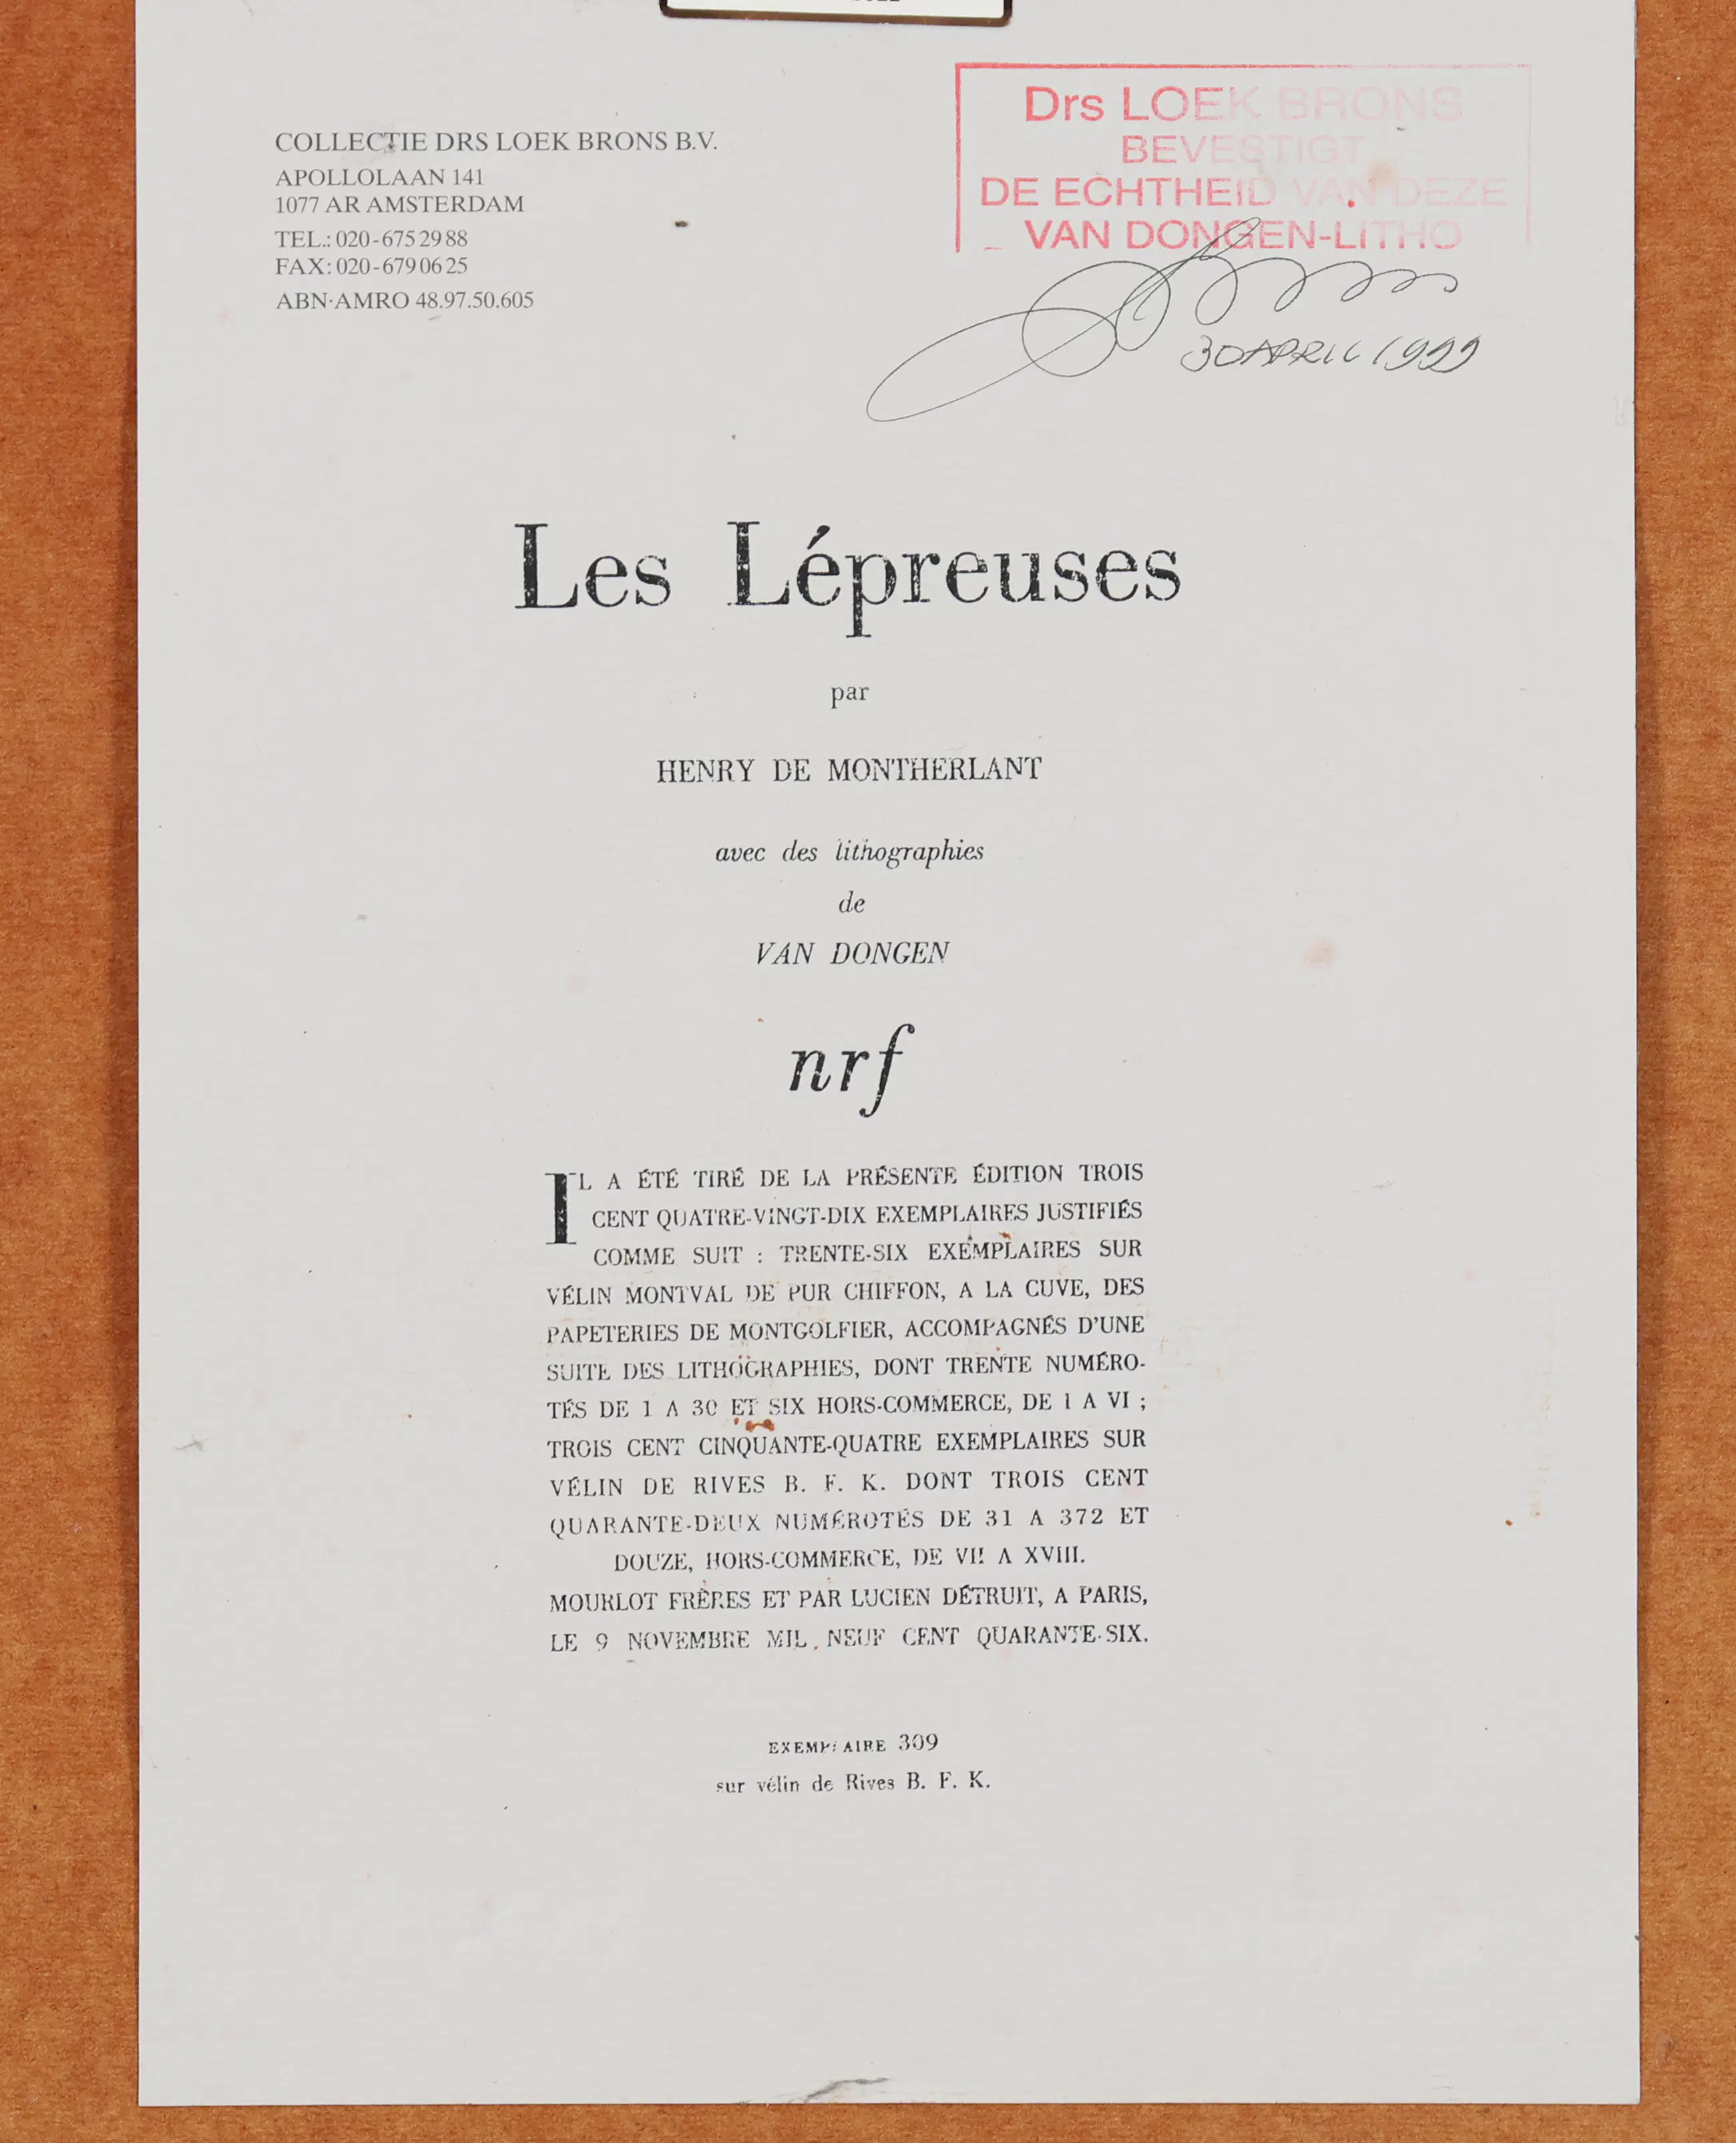 COLLECTIE DRS LOEK BRONS B.V.
APOLLOLAAN 141
1077 AR AMSTERDAM
TEL.: 020-675 29 88
FAX: 020-679 06 25
ABN·AMRO 48.97.50.605
Drs LOEK BRONS
BEVESTIGT
DE ECHTHEID VAN DEZE
VAN DONGEN-LITHO
30 APRIL 1999
Les Lépreuses
par
HENRY DE MONTHERLANT
avec des lithographies
de
VAN DONGEN
nrf
IL A ÉTÉ TIRÉ DE LA PRÉSENTE ÉDITION TROIS
CENT QUATRE-VINGT-DIX EXEMPLAIRES JUSTIFIÉS
COMME SUIT : TRENTE-SIX EXEMPLAIRES SUR
VÉLIN MONTVAL DE PUR CHIFFON, A LA CUVE, DES
PAPETERIES DE MONTGOLFIER, ACCOMPAGNÉS D'UNE
SUITE DES LITHOGRAPHIES, DONT TRENTE NUMÉRO-
TÉS DE 1 A 30 ET SIX HORS-COMMERCE, DE I A VI ;
TROIS CENT CINQUANTE-QUATRE EXEMPLAIRES SUR
VÉLIN DE RIVES B. F. K. DONT TROIS CENT
QUARANTE-DEUX NUMÉROTÉS DE 31 A 372 ET
DOUZE, HORS-COMMERCE, DE VII A XVIII.
MOURLOT FRÈRES ET PAR LUCIEN DÉTRUIT, A PARIS,
LE 9 NOVEMBRE MIL NEUF CENT QUARANTE-SIX.
EXEMPLAIRE 309
sur vélin de Rives B. F. K.